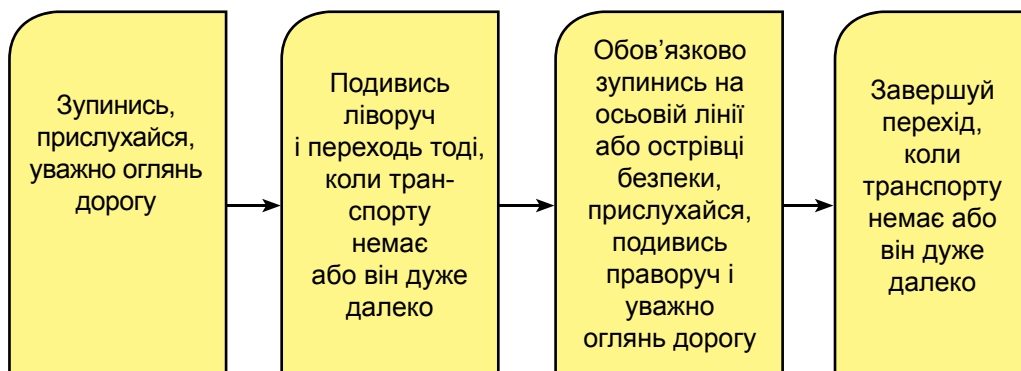 Зупинись,
прислухайся,
уважно оглянь
дорогу
Подивись
ліворуч
і переходь тоді,
коли тран-
спорту
немає
або він дуже
далеко
Обов’язково
зупинись на
осьовій лінії
або острівці
безпеки,
прислухайся,
подивись
праворуч і
уважно
оглянь дорогу
Завершуй
перехід,
коли
транспорту
немає або
він дуже
далеко